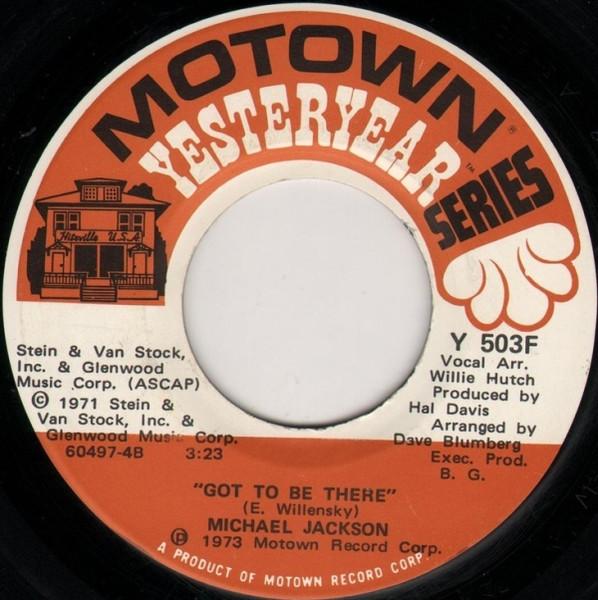 MOTOWN®
YESTERYEAR™
SERIES
Hitsville U.S.A
Y 503F
Stein & Van Stock,
Inc. & Glenwood
Music Corp. (ASCAP)
© 1971 Stein &
Van Stock, Inc. &
Glenwood Music Corp.
60497-4B 3:23
Vocal Arr.
Willie Hutch
Produced by
Hal Davis
Arranged by
Dave Blumberg
Exec. Prod.
B. G.
"GOT TO BE THERE"
(E. Willensky)
MICHAEL JACKSON
℗ 1973 Motown Record Corp.
A PRODUCT OF MOTOWN RECORD CORP.